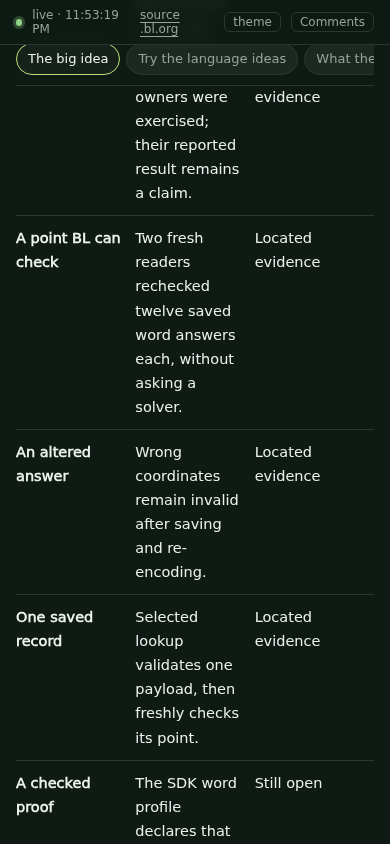 live · 11:53:19 PM
source .bl.org
theme
Comments
The big idea
Try the language ideas
What the
owners were
exercised;
their reported
result remains
a claim.
evidence
A point BL can
check
Two fresh
readers
rechecked
twelve saved
word answers
each, without
asking a
solver.
Located
evidence
An altered
answer
Wrong
coordinates
remain invalid
after saving
and re-
encoding.
Located
evidence
One saved
record
Selected
lookup
validates one
payload, then
freshly checks
its point.
Located
evidence
A checked
proof
The SDK word
profile
declares that
Still open